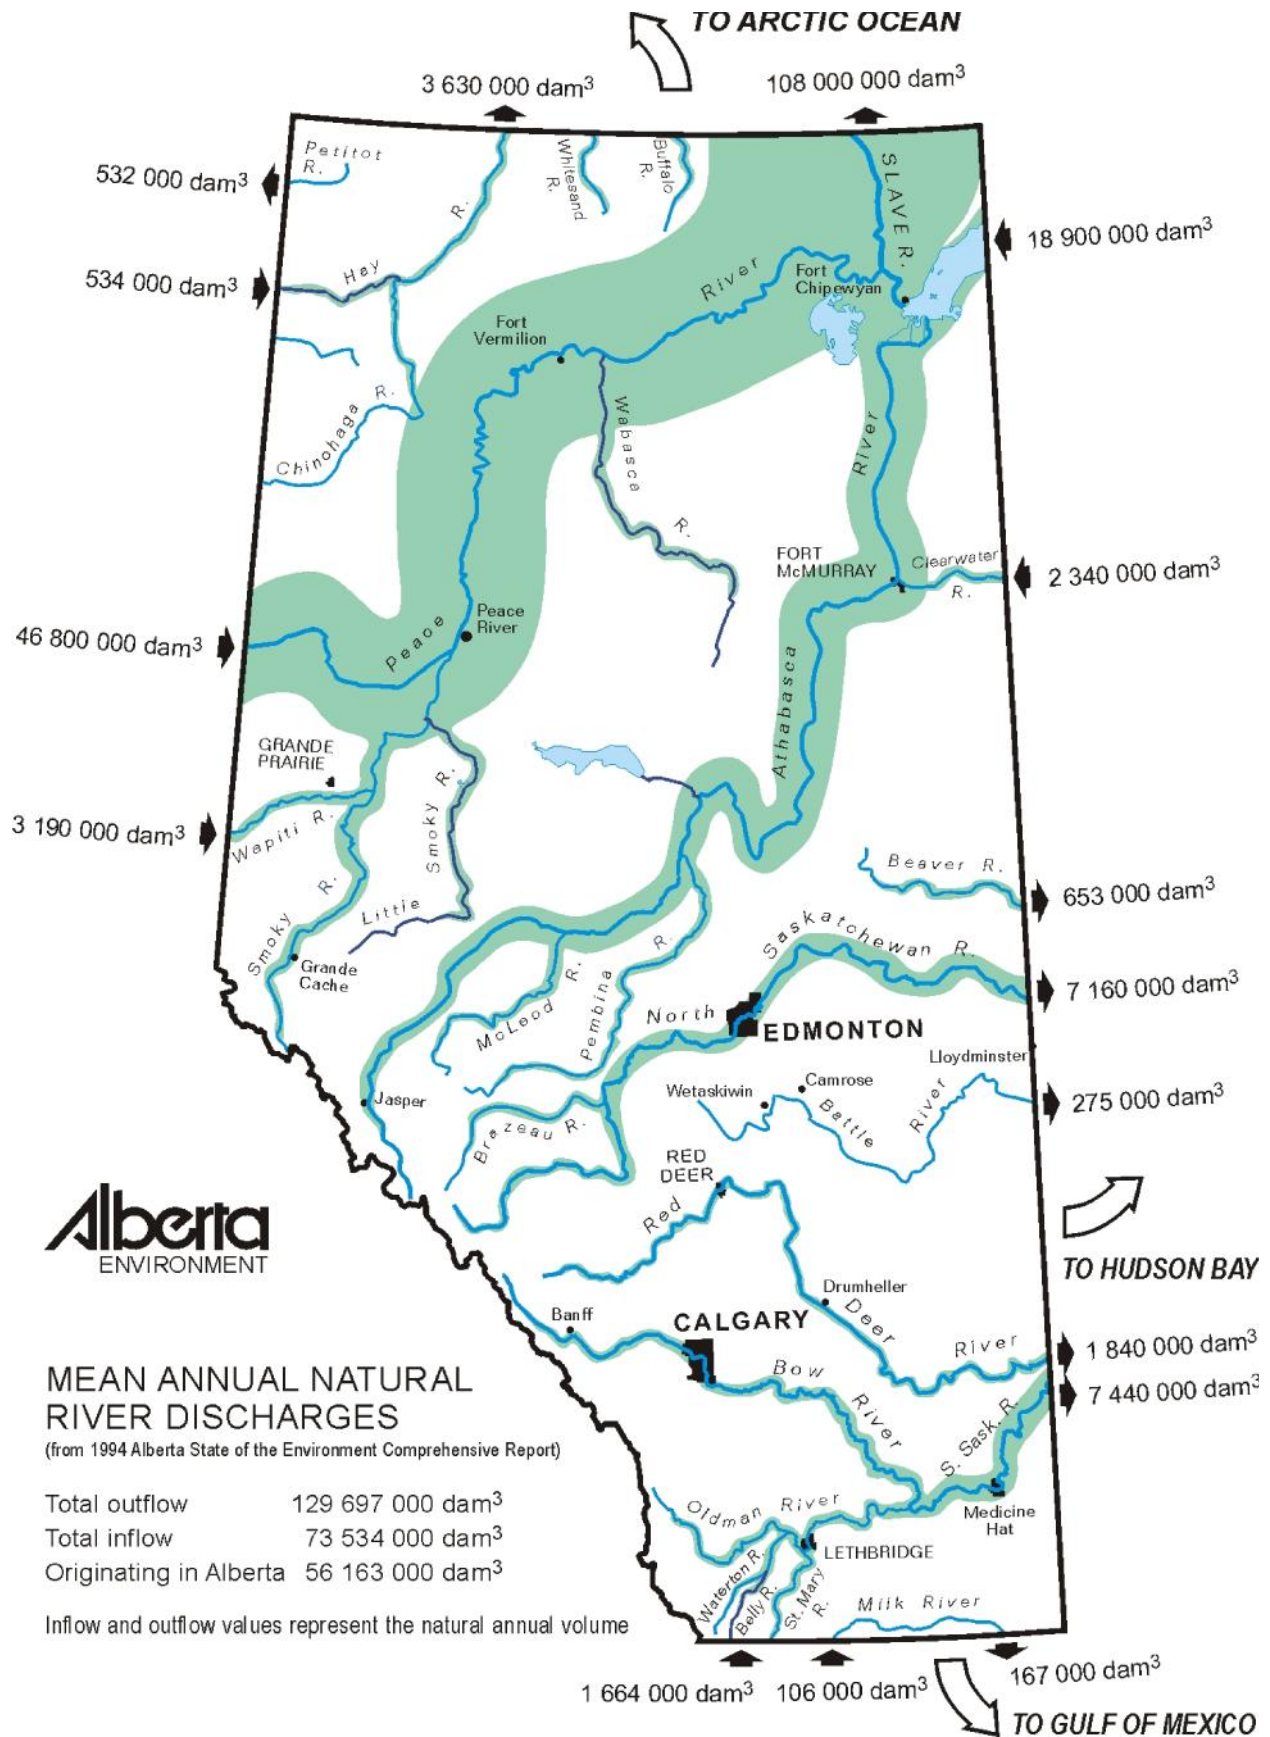 TO ARCTIC OCEAN
3 630 000 dam³
108 000 000 dam³
Petitot
R.
532 000 dam³
Whitesand
R.
Buffalo
R.
SLAVE R.
18 900 000 dam³
R.
Hay
534 000 dam³
River
Fort
Chipewyan
Fort
Vermilion
Chinohaga R.
Wabasca
R.
River
FORT
McMURRAY
Clearwater
R.
2 340 000 dam³
Peace
River
Peace
46 800 000 dam³
Athabasca
GRANDE
PRAIRIE
Smoky R.
Little
3 190 000 dam³
Wapiti R.
Smoky R.
Beaver R.
653 000 dam³
Grande
Cache
Saskatchewan R.
North
7 160 000 dam³
McLeod R.
Pembina R.
EDMONTON
Lloydminster
Camrose
Wetaskiwin
Battle
River
275 000 dam³
Jasper
Brazeau R.
RED
DEER
Red
Alberta
ENVIRONMENT
TO HUDSON BAY
Drumheller
Deer
River
Banff
CALGARY
1 840 000 dam³
7 440 000 dam³
Bow
River
S. Sask. R.
MEAN ANNUAL NATURAL
RIVER DISCHARGES
(from 1994 Alberta State of the Environment Comprehensive Report)
Total outflow 129 697 000 dam³
Total inflow 73 534 000 dam³
Originating in Alberta 56 163 000 dam³
Inflow and outflow values represent the natural annual volume
Oldman River
Medicine
Hat
LETHBRIDGE
Waterton R.
Belly R.
St. Mary
R.
Milk River
1 664 000 dam³
106 000 dam³
167 000 dam³
TO GULF OF MEXICO